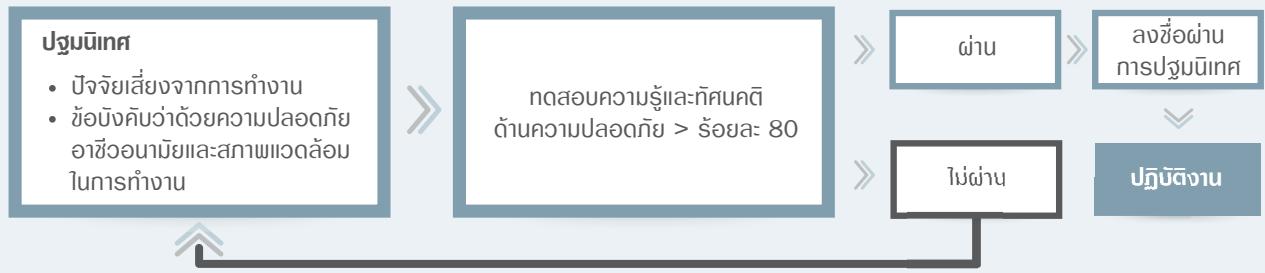 ปฐมนิเทศ
• ปัจจัยเสี่ยงจากการทำงาน
• ข้อบังคับว่าด้วยความปลอดภัย
อาชีวอนามัยและสภาพแวดล้อม
ในการทำงาน
ทดสอบความรู้และทัศนคติ
ด้านความปลอดภัย > ร้อยละ 80
ผ่าน
ลงชื่อผ่าน
การปฐมนิเทศ
ไม่ผ่าน
ปฏิบัติงาน